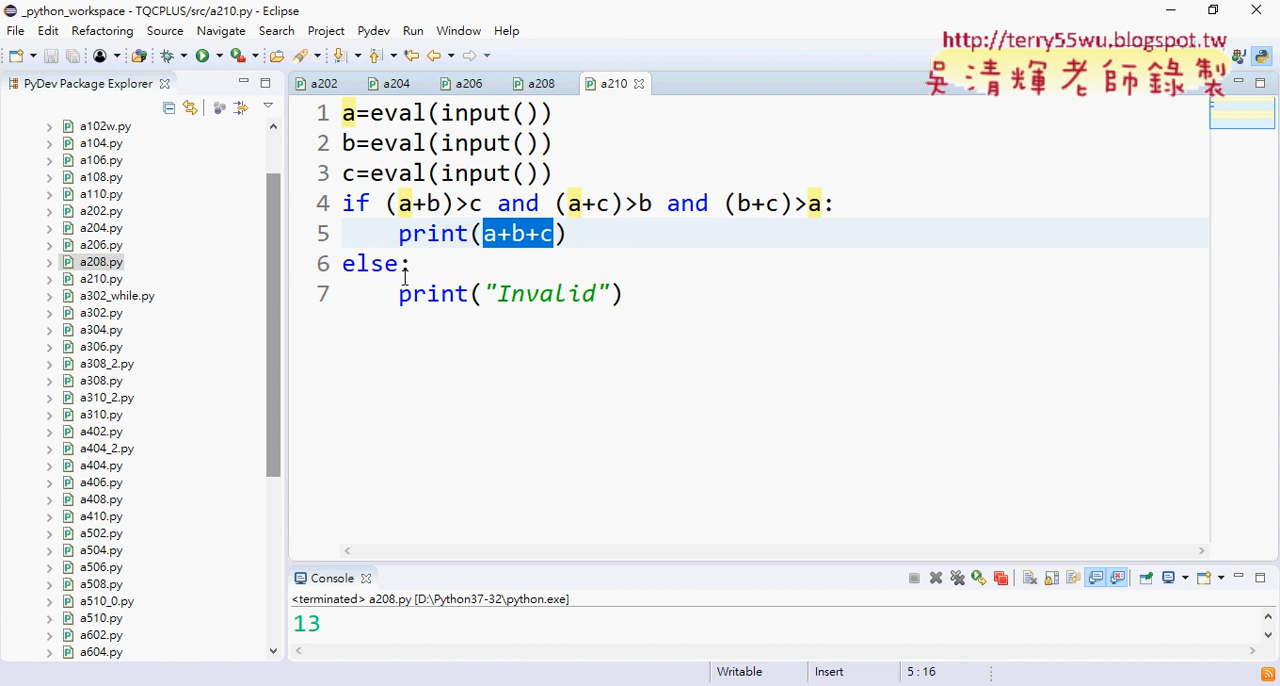 _python_workspace - TQCPLUS/src/a210.py - Eclipse
File Edit Refactoring Source Navigate Search Project Pydev Run Window Help
http://terry55wu.blogspot.tw
吳清輝老師錄製
PyDev Package Explorer
a202 a204 a206 a208 a210
a102w.py
a104.py
a106.py
a108.py
a110.py
a202.py
a204.py
a206.py
a208.py
a210.py
a302_while.py
a302.py
a304.py
a306.py
a308_2.py
a308.py
a310_2.py
a310.py
a402.py
a404_2.py
a404.py
a406.py
a408.py
a410.py
a502.py
a504.py
a506.py
a508.py
a510_0.py
a510.py
a602.py
a604.py
1 a=eval(input())
2 b=eval(input())
3 c=eval(input())
4 if (a+b)>c and (a+c)>b and (b+c)>a:
5 print(a+b+c)
6 else:
7 print("Invalid")
Console
<terminated> a208.py [D:\Python37-32\python.exe]
13
Writable Insert 5 : 16